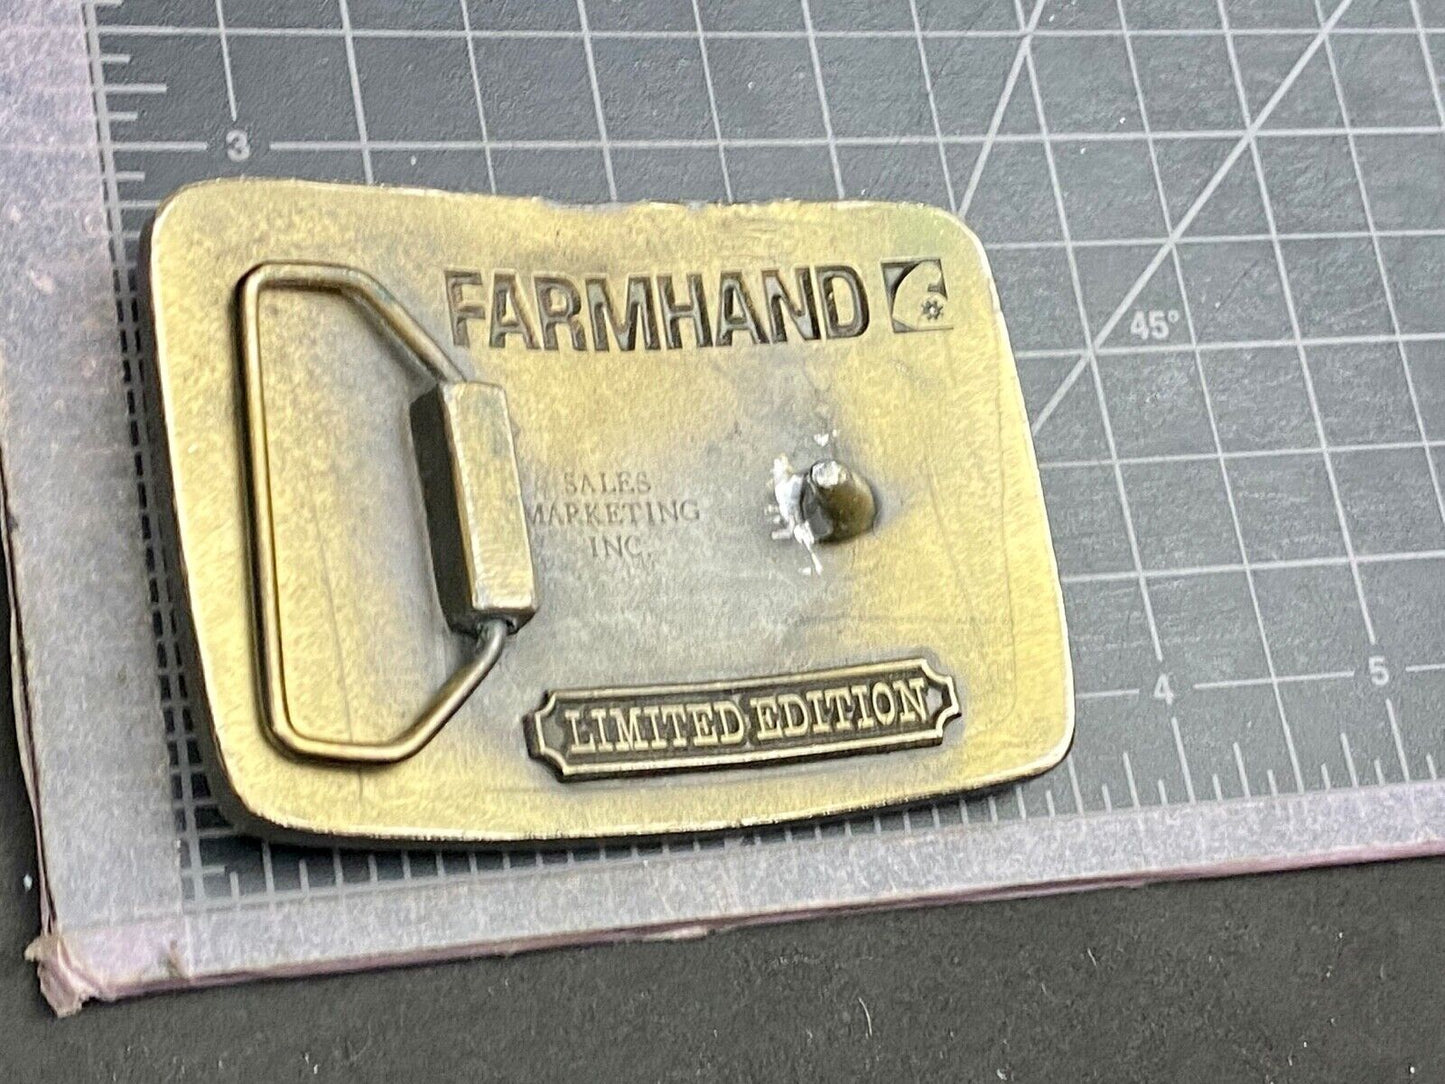 3
FARMHAND
45°
SALES
MARKETING
INC.
LIMITED EDITION
4
5